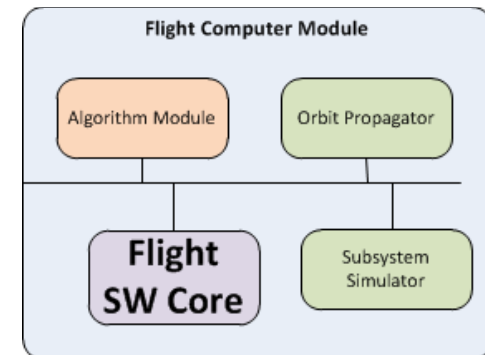 Flight Computer Module
Algorithm Module
Orbit Propagator
Flight
SW Core
Subsystem
Simulator